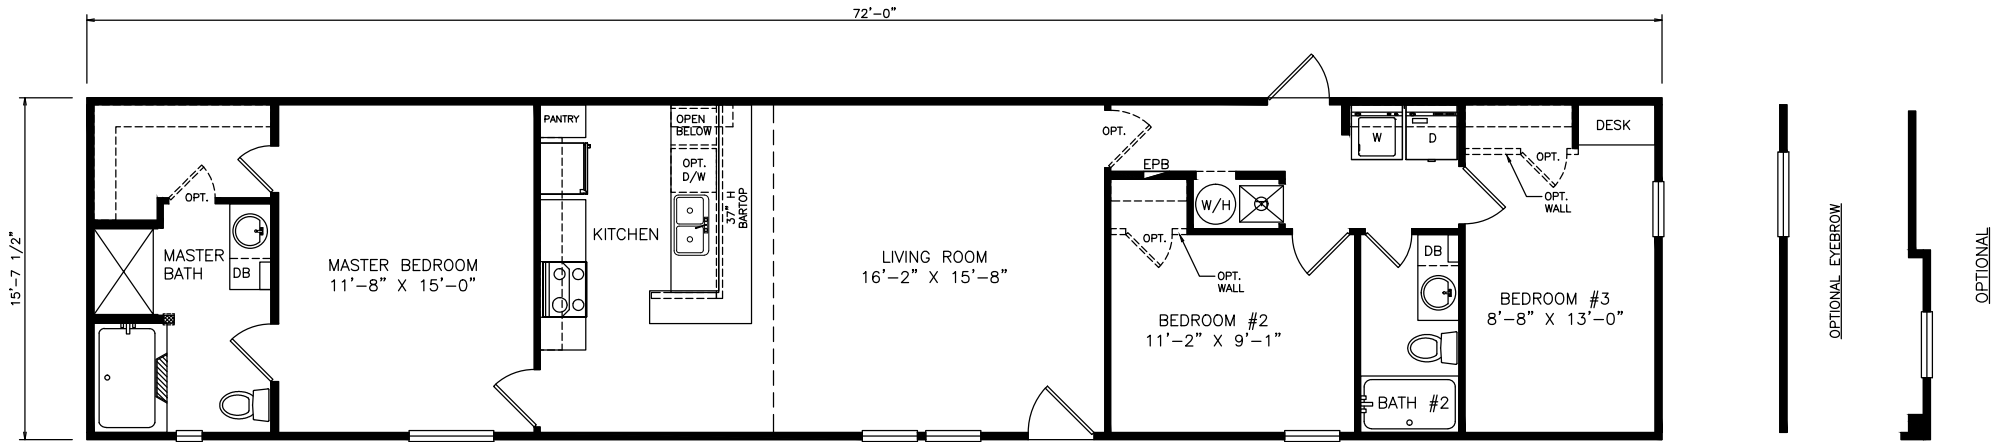 72'-0"
15'-7 1/2"
PANTRY
OPEN
BELOW
OPT.
D/W
37" H
BARTOP
KITCHEN
OPT.
MASTER
BATH
DB
MASTER BEDROOM
11'-8" X 15'-0"
LIVING ROOM
16'-2" X 15'-8"
OPT.
EPB
W/H
OPT.
OPT.
WALL
BEDROOM #2
11'-2" X 9'-1"
W
D
DB
BATH #2
DESK
OPT.
OPT.
WALL
BEDROOM #3
8'-8" X 13'-0"
OPTIONAL EYEBROW
OPTIONAL